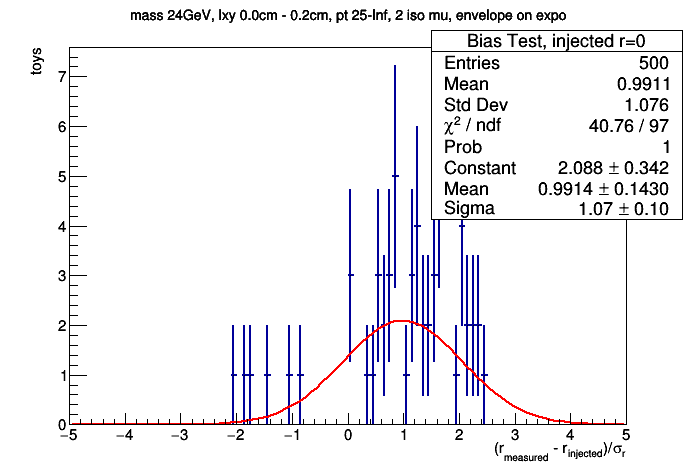 mass 24GeV, lxy 0.0cm - 0.2cm, pt 25-Inf, 2 iso mu, envelope on expo
Bias Test, injected r=0
Entries 500
Mean 0.9911
Std Dev 1.076
χ² / ndf 40.76 / 97
Prob 1
Constant 2.088 ± 0.342
Mean 0.9914 ± 0.1430
Sigma 1.07 ± 0.10
toys
7
6
5
4
3
2
1
0
−5 −4 −3 −2 −1 0 1 2 3 4 5
(r_measured - r_injected)/σ_r